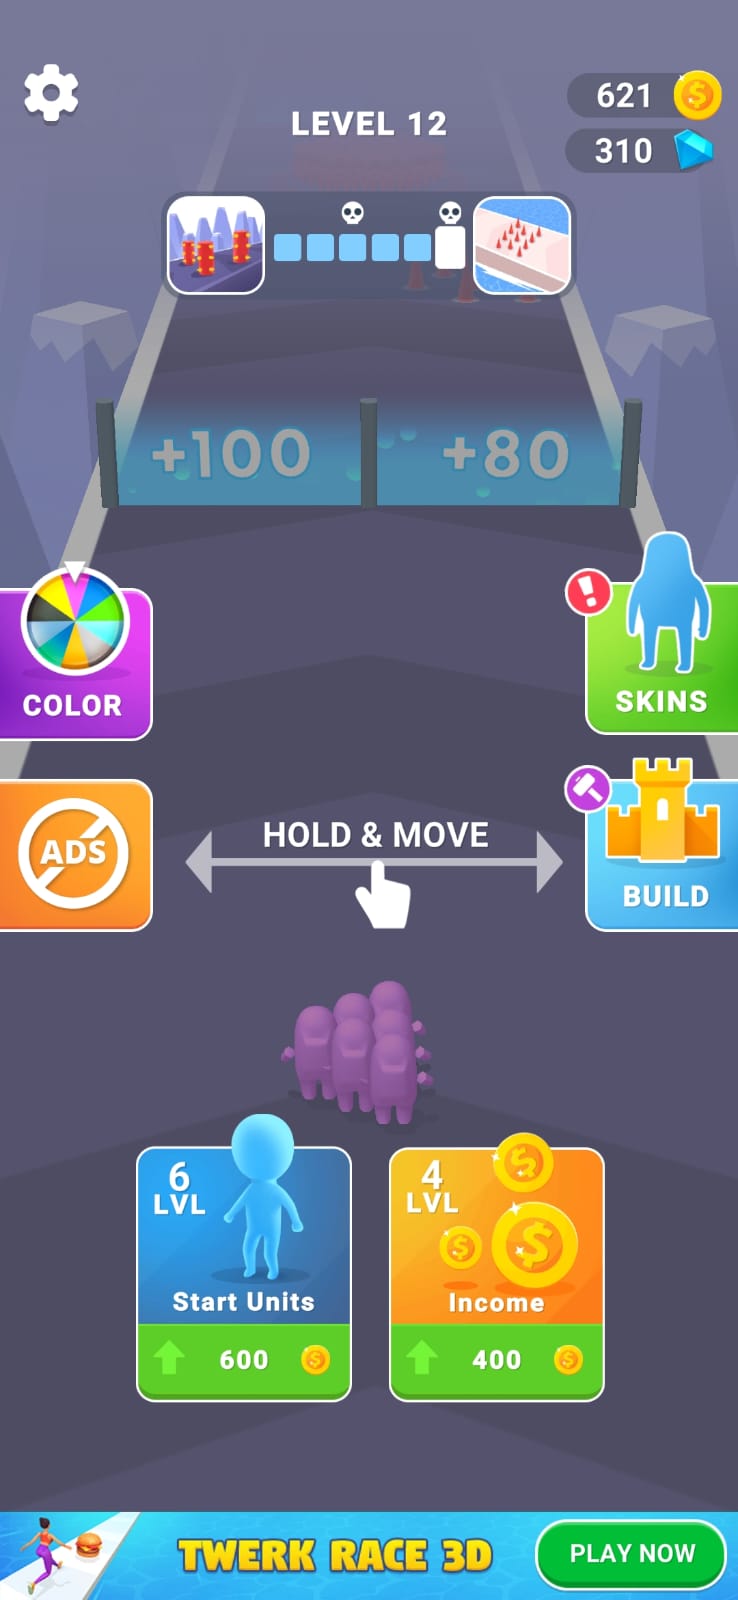 621
LEVEL 12
310
+100
+80
COLOR
SKINS
ADS
HOLD & MOVE
BUILD
6
LVL
4
LVL
Start Units
Income
600
400
TWERK RACE 3D
PLAY NOW